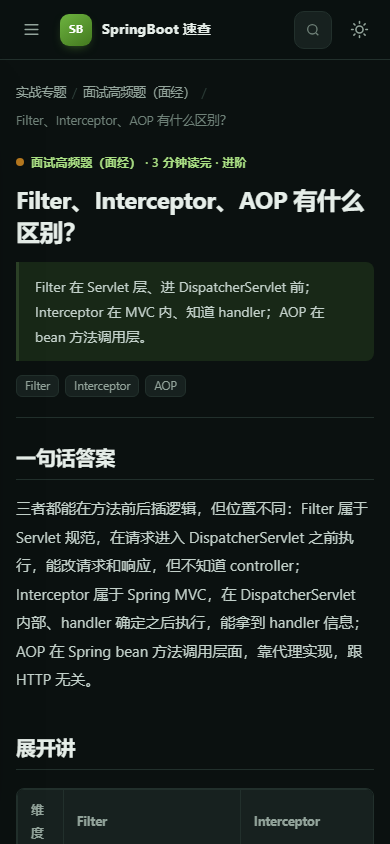 SB
SpringBoot 速查
实战专题 / 面试高频题（面经） /
Filter、Interceptor、AOP 有什么区别？
面试高频题（面经） · 3 分钟读完 · 进阶
Filter、Interceptor、AOP 有什么
区别？
Filter 在 Servlet 层、进 DispatcherServlet 前；
Interceptor 在 MVC 内、知道 handler；AOP 在
bean 方法调用层。
Filter
Interceptor
AOP
一句话答案
三者都能在方法前后插逻辑，但位置不同：Filter 属于
Servlet 规范，在请求进入 DispatcherServlet 之前执
行，能改请求和响应，但不知道 controller；
Interceptor 属于 Spring MVC，在 DispatcherServlet
内部、handler 确定之后执行，能拿到 handler 信息；
AOP 在 Spring bean 方法调用层面，靠代理实现，跟
HTTP 无关。
展开讲
维
度
Filter
Interceptor